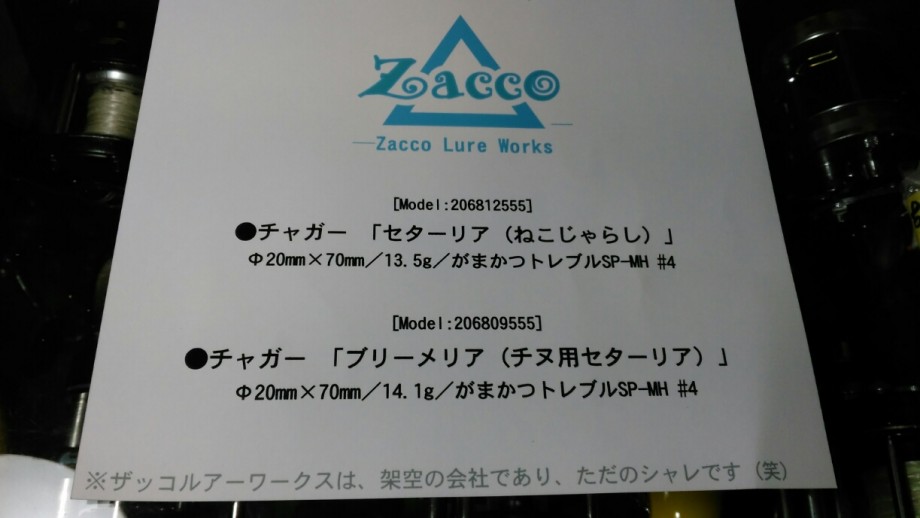 Zacco
Zacco Lure Works
[Model:206812555]
●チャガー 「セターリア（ねこじゃらし）」
Φ20mm×70mm／13.5g／がまかつトレブルSP-MH #4
[Model:206809555]
●チャガー 「ブリーメリア（チヌ用セターリア）」
Φ20mm×70mm／14.1g／がまかつトレブルSP-MH #4
※ザッコルアーワークスは、架空の会社であり、ただのシャレです（笑）